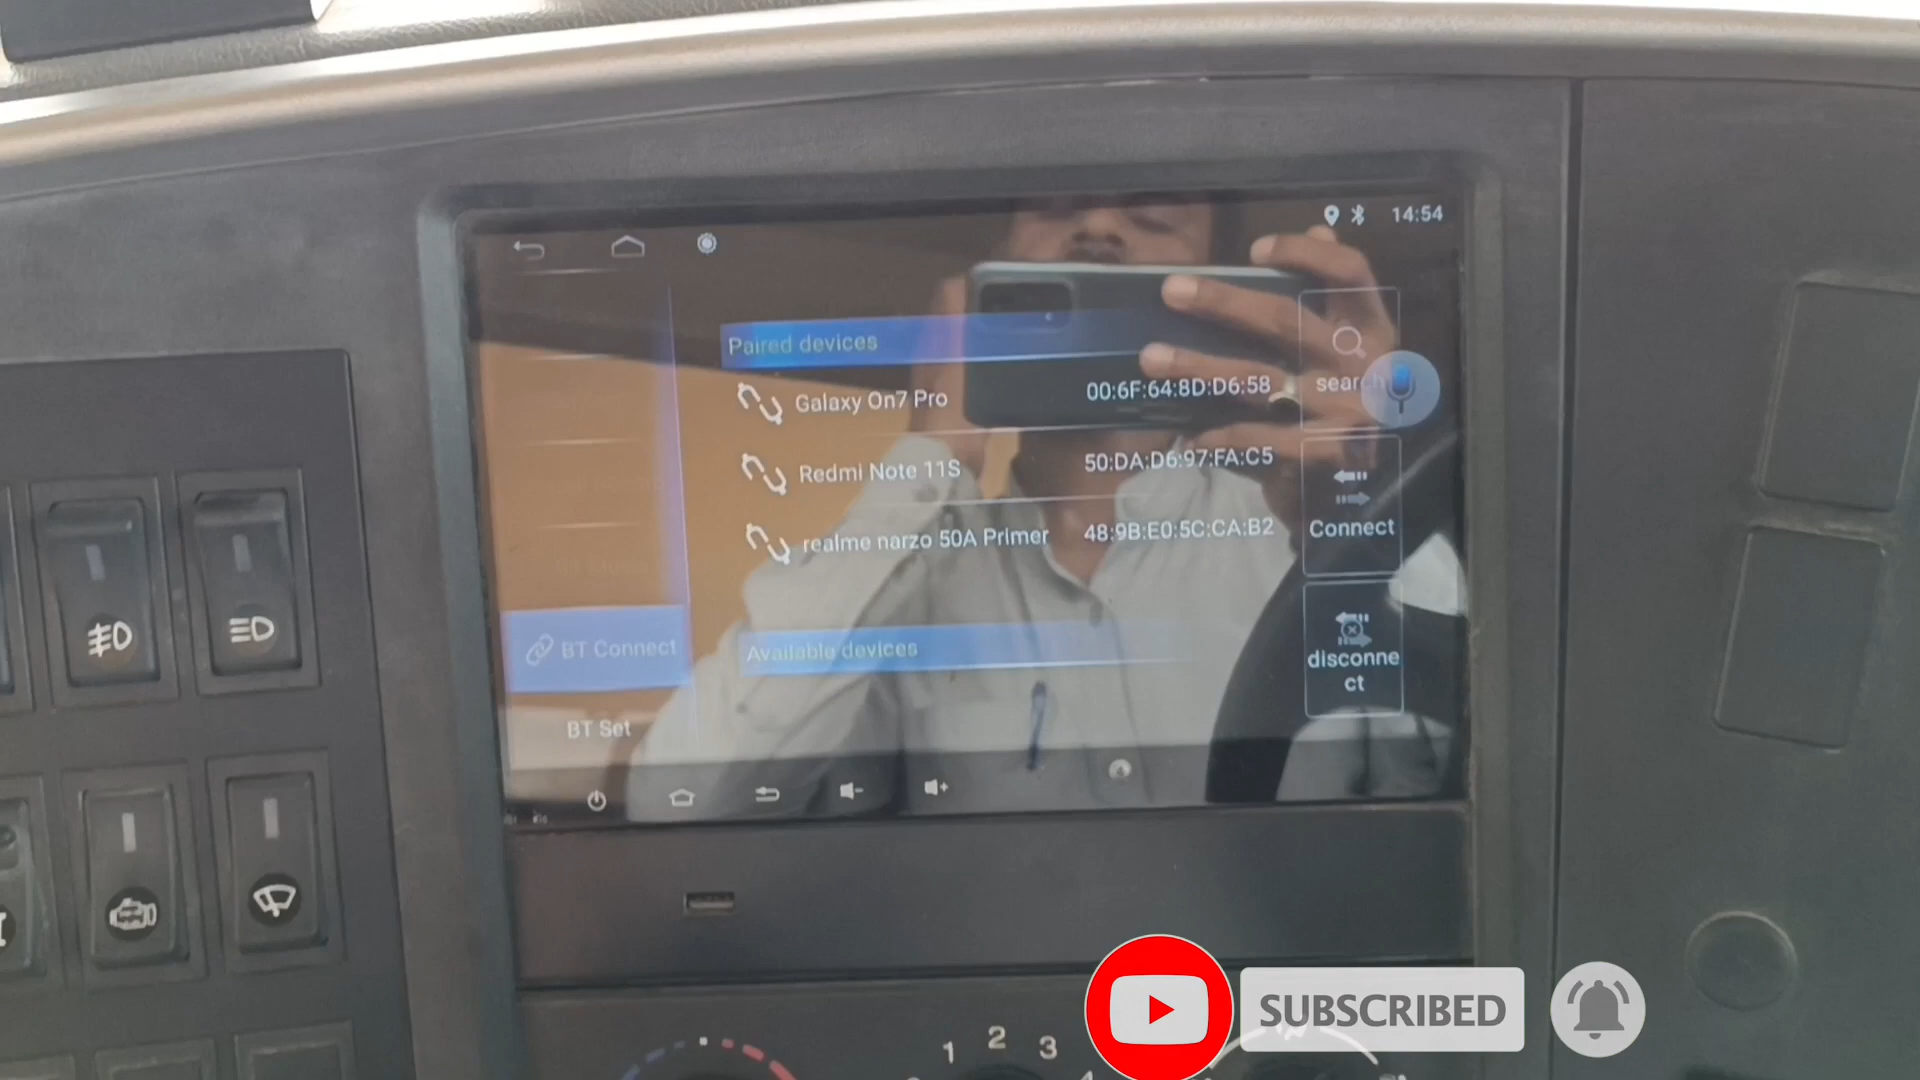 14:54
Paired devices
Galaxy On7 Pro 00:6F:64:8D:D6:58
search
Redmi Note 11S 50:DA:D6:97:FA:C5
realme narzo 50A Prime r 48:9B:E0:5C:CA:B2
Connect
BT Connect
Available devices
disconne
ct
BT Set
SUBSCRIBED
1 2 3